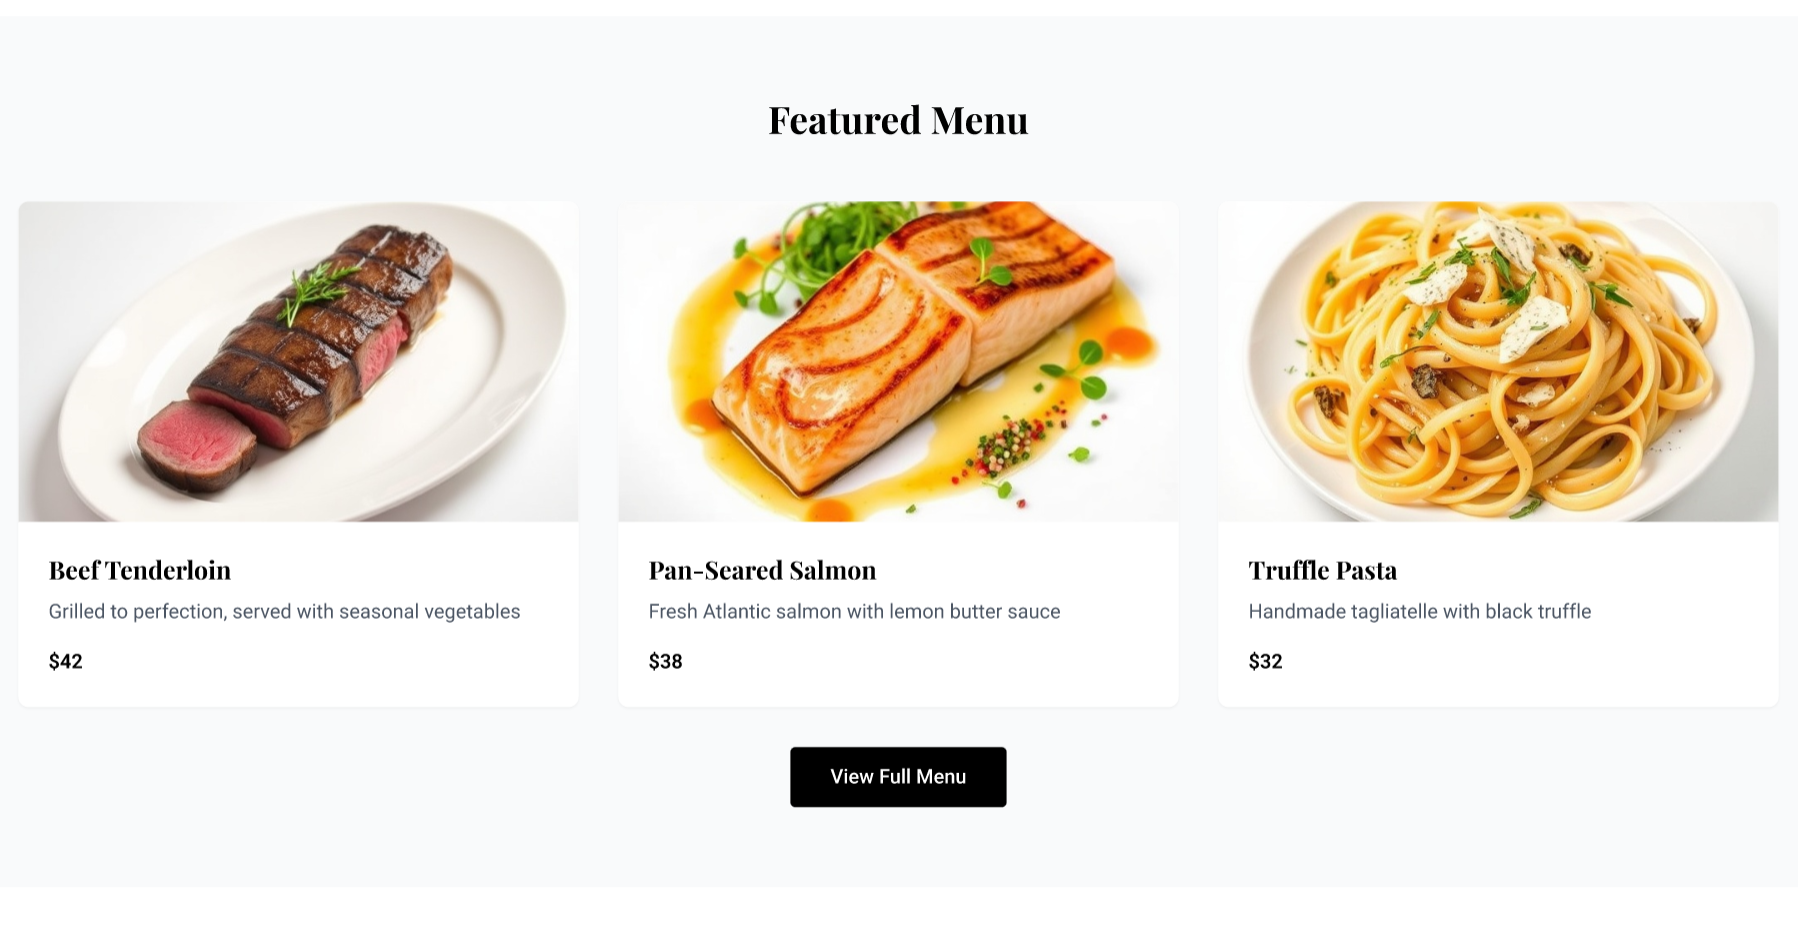 Featured Menu
Beef Tenderloin
Grilled to perfection, served with seasonal vegetables
$42
Pan-Seared Salmon
Fresh Atlantic salmon with lemon butter sauce
$38
Truffle Pasta
Handmade tagliatelle with black truffle
$32
View Full Menu